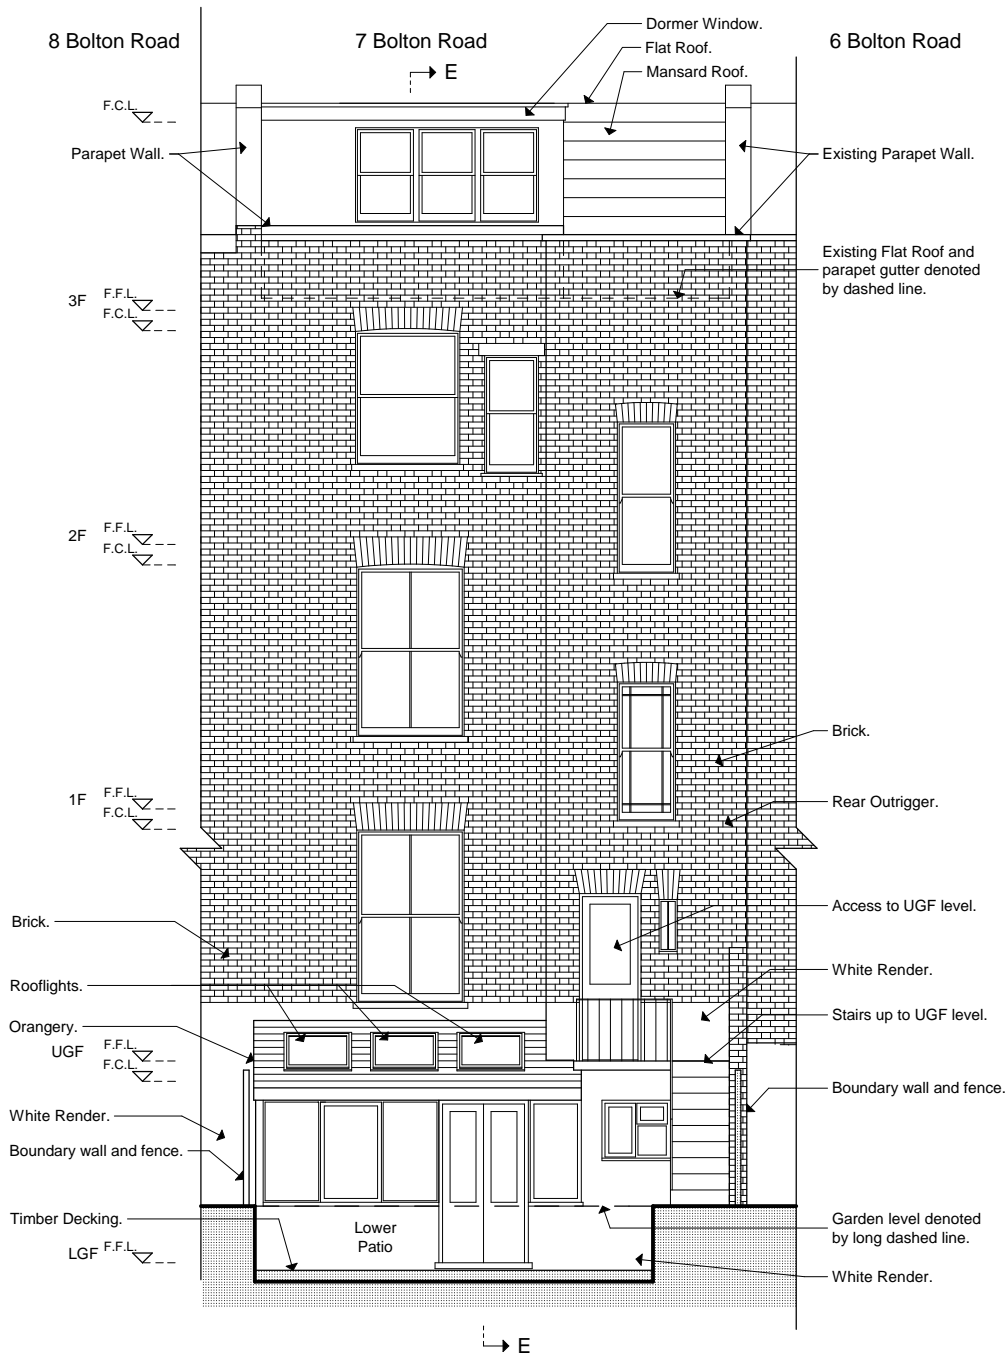 8 Bolton Road
7 Bolton Road
6 Bolton Road
Dormer Window.
Flat Roof.
Mansard Roof.
E
F.C.L.
Parapet Wall.
Existing Parapet Wall.
Existing Flat Roof and
parapet gutter denoted
by dashed line.
3F
F.F.L.
F.C.L.
2F
F.F.L.
F.C.L.
Brick.
1F
F.F.L.
F.C.L.
Rear Outrigger.
Access to UGF level.
Brick.
White Render.
Rooflights.
Stairs up to UGF level.
Orangery.
UGF
F.F.L.
F.C.L.
Boundary wall and fence.
White Render.
Boundary wall and fence.
Timber Decking.
Lower
Patio
Garden level denoted
by long dashed line.
LGF
F.F.L.
White Render.
E